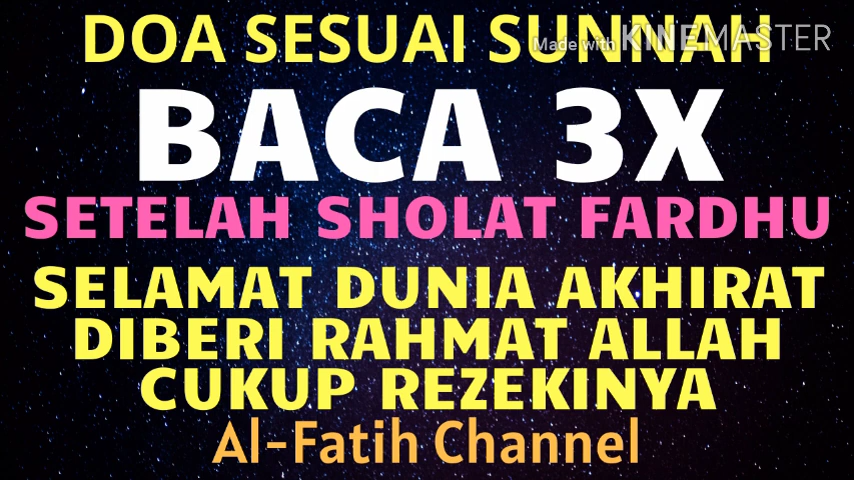 DOA SESUAI SUNNAH
Made with KINEMASTER
BACA 3X
SETELAH SHOLAT FARDHU
SELAMAT DUNIA AKHIRAT
DIBERI RAHMAT ALLAH
CUKUP REZEKINYA
Al-Fatih Channel